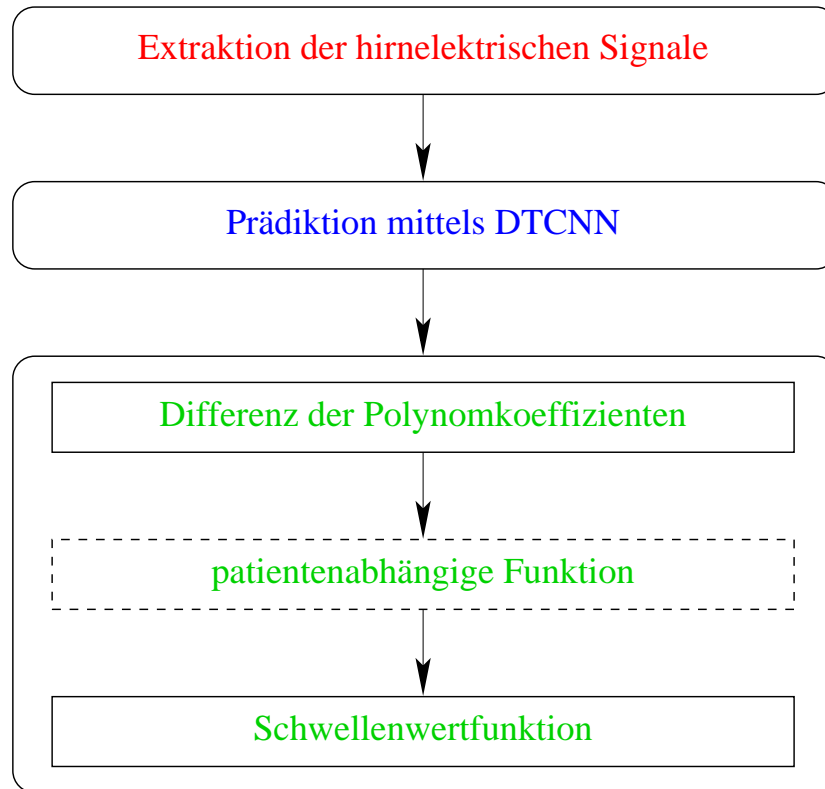 Extraktion der hirnelektrischen Signale
Prädiktion mittels DTCNN
Differenz der Polynomkoeffizienten
patientenabhängige Funktion
Schwellenwertfunktion